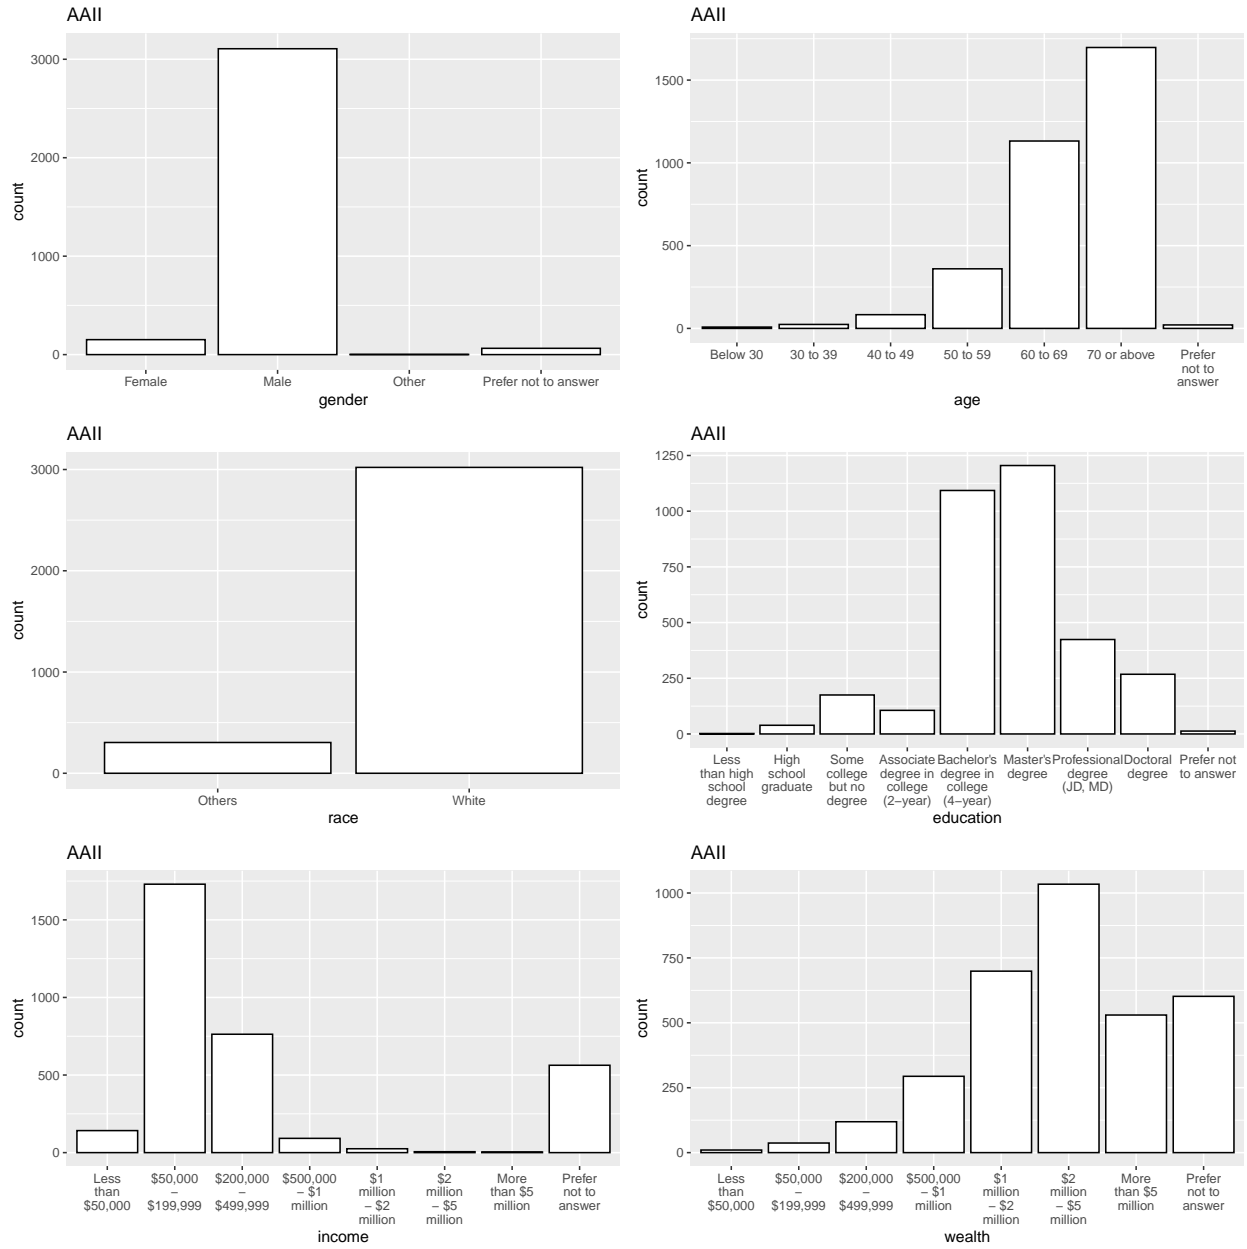 AAII
3000
2000
1000
0
count
Female
Male
Other
Prefer not to answer
gender
AAII
1500
1000
500
0
count
Below 30
30 to 39
40 to 49
50 to 59
60 to 69
70 or above
Prefer
not to
answer
age
AAII
3000
2000
1000
0
count
Others
White
race
AAII
1250
1000
750
500
250
0
count
Less
than high
school
degree
High
school
graduate
Some
college
but no
degree
Associate
degree in
college
(2−year)
Bachelor's
degree in
college
(4−year)
Master's
degree
Professional
degree
(JD, MD)
Doctoral
degree
Prefer not
to answer
education
AAII
1500
1000
500
0
count
Less
than
$50,000
$50,000
–
$199,999
$200,000
–
$499,999
$500,000
– $1
million
$1
million
– $2
million
$2
million
– $5
million
More
than $5
million
Prefer
not to
answer
income
AAII
1000
750
500
250
0
count
Less
than
$50,000
$50,000
–
$199,999
$200,000
–
$499,999
$500,000
– $1
million
$1
million
– $2
million
$2
million
– $5
million
More
than $5
million
Prefer
not to
answer
wealth